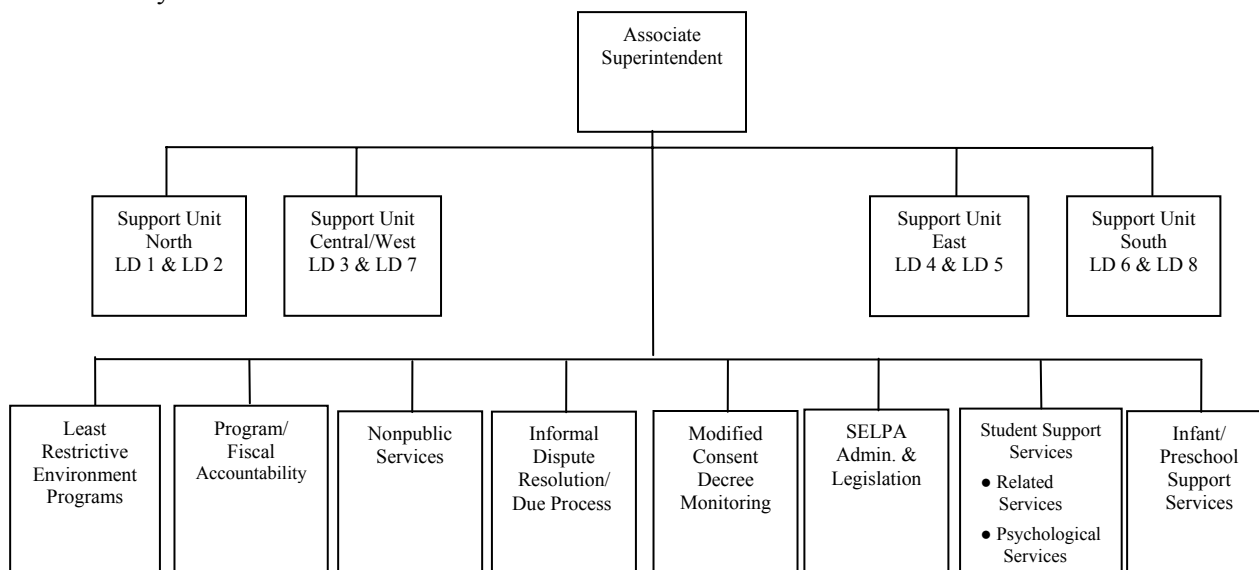 Associate
Superintendent
Support Unit
North
LD 1 & LD 2
Support Unit
Central/West
LD 3 & LD 7
Support Unit
East
LD 4 & LD 5
Support Unit
South
LD 6 & LD 8
Least
Restrictive
Environment
Programs
Program/
Fiscal
Accountability
Nonpublic
Services
Informal
Dispute
Resolution/
Due Process
Modified
Consent
Decree
Monitoring
SELPA
Admin. &
Legislation
Student Support
Services
● Related
Services
● Psychological
Services
Infant/
Preschool
Support
Services